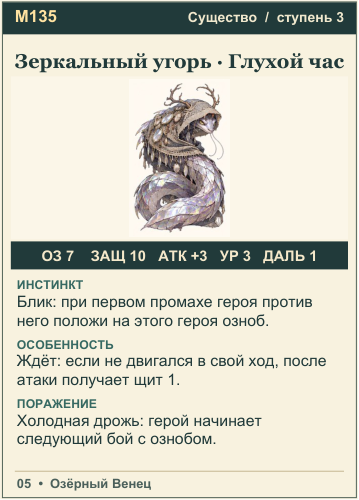 M135
Существо / ступень 3
Зеркальный угорь · Глухой час
ОЗ 7 ЗАЩ 10 АТК +3 УР 3 ДАЛЬ 1
ИНСТИНКТ
Блик: при первом промахе героя против
него положи на этого героя озноб.
ОСОБЕННОСТЬ
Ждёт: если не двигался в свой ход, после
атаки получает щит 1.
ПОРАЖЕНИЕ
Холодная дрожь: герой начинает
следующий бой с ознобом.
05 • Озёрный Венец